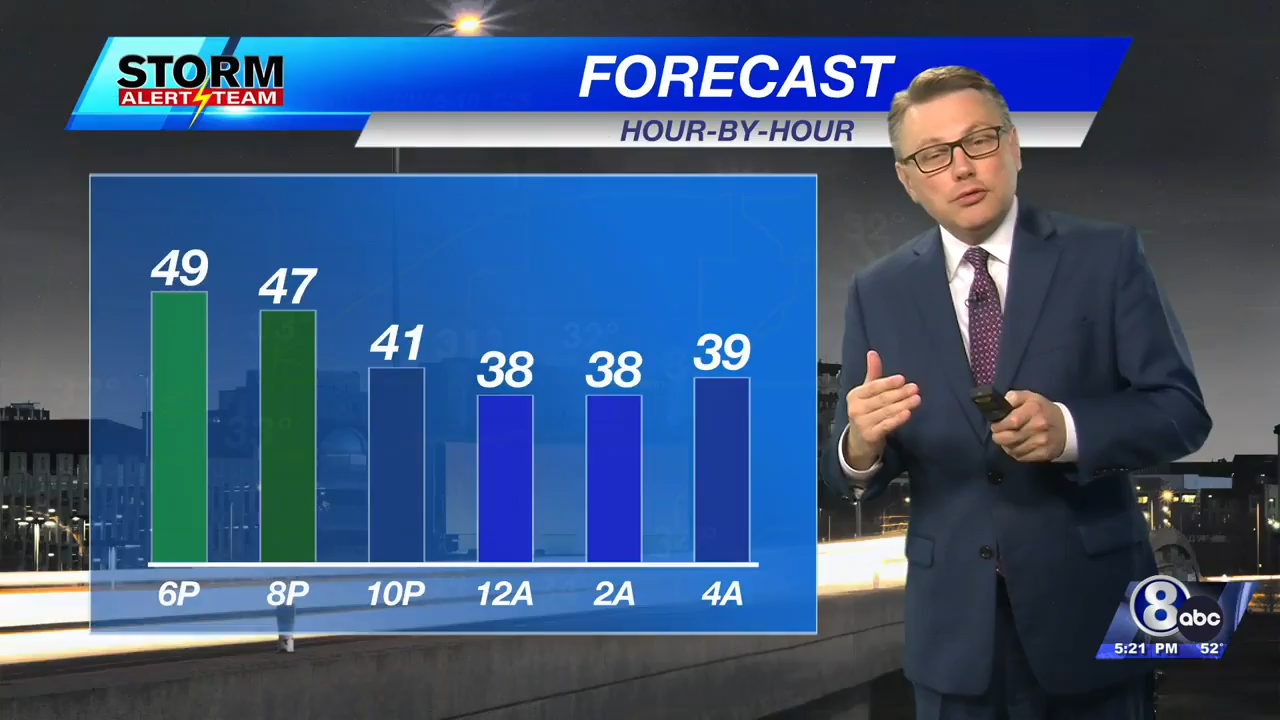 STORM
ALERT TEAM
FORECAST
HOUR-BY-HOUR
49
47
41
38
38
39
6P
8P
10P
12A
2A
4A
8 abc
5:21 PM 52°